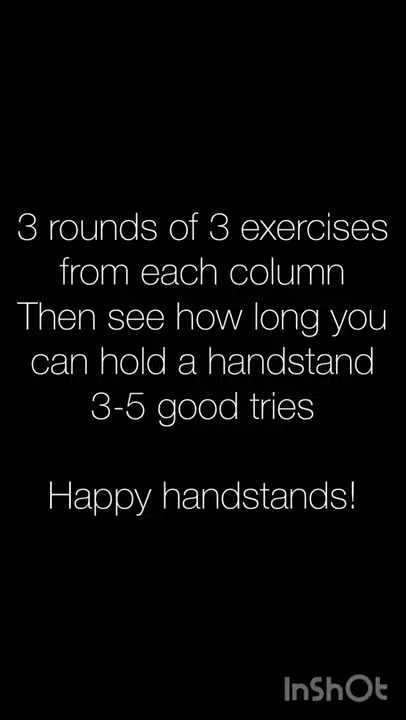 3 rounds of 3 exercises
from each column
Then see how long you
can hold a handstand
3-5 good tries
Happy handstands!
InShOt